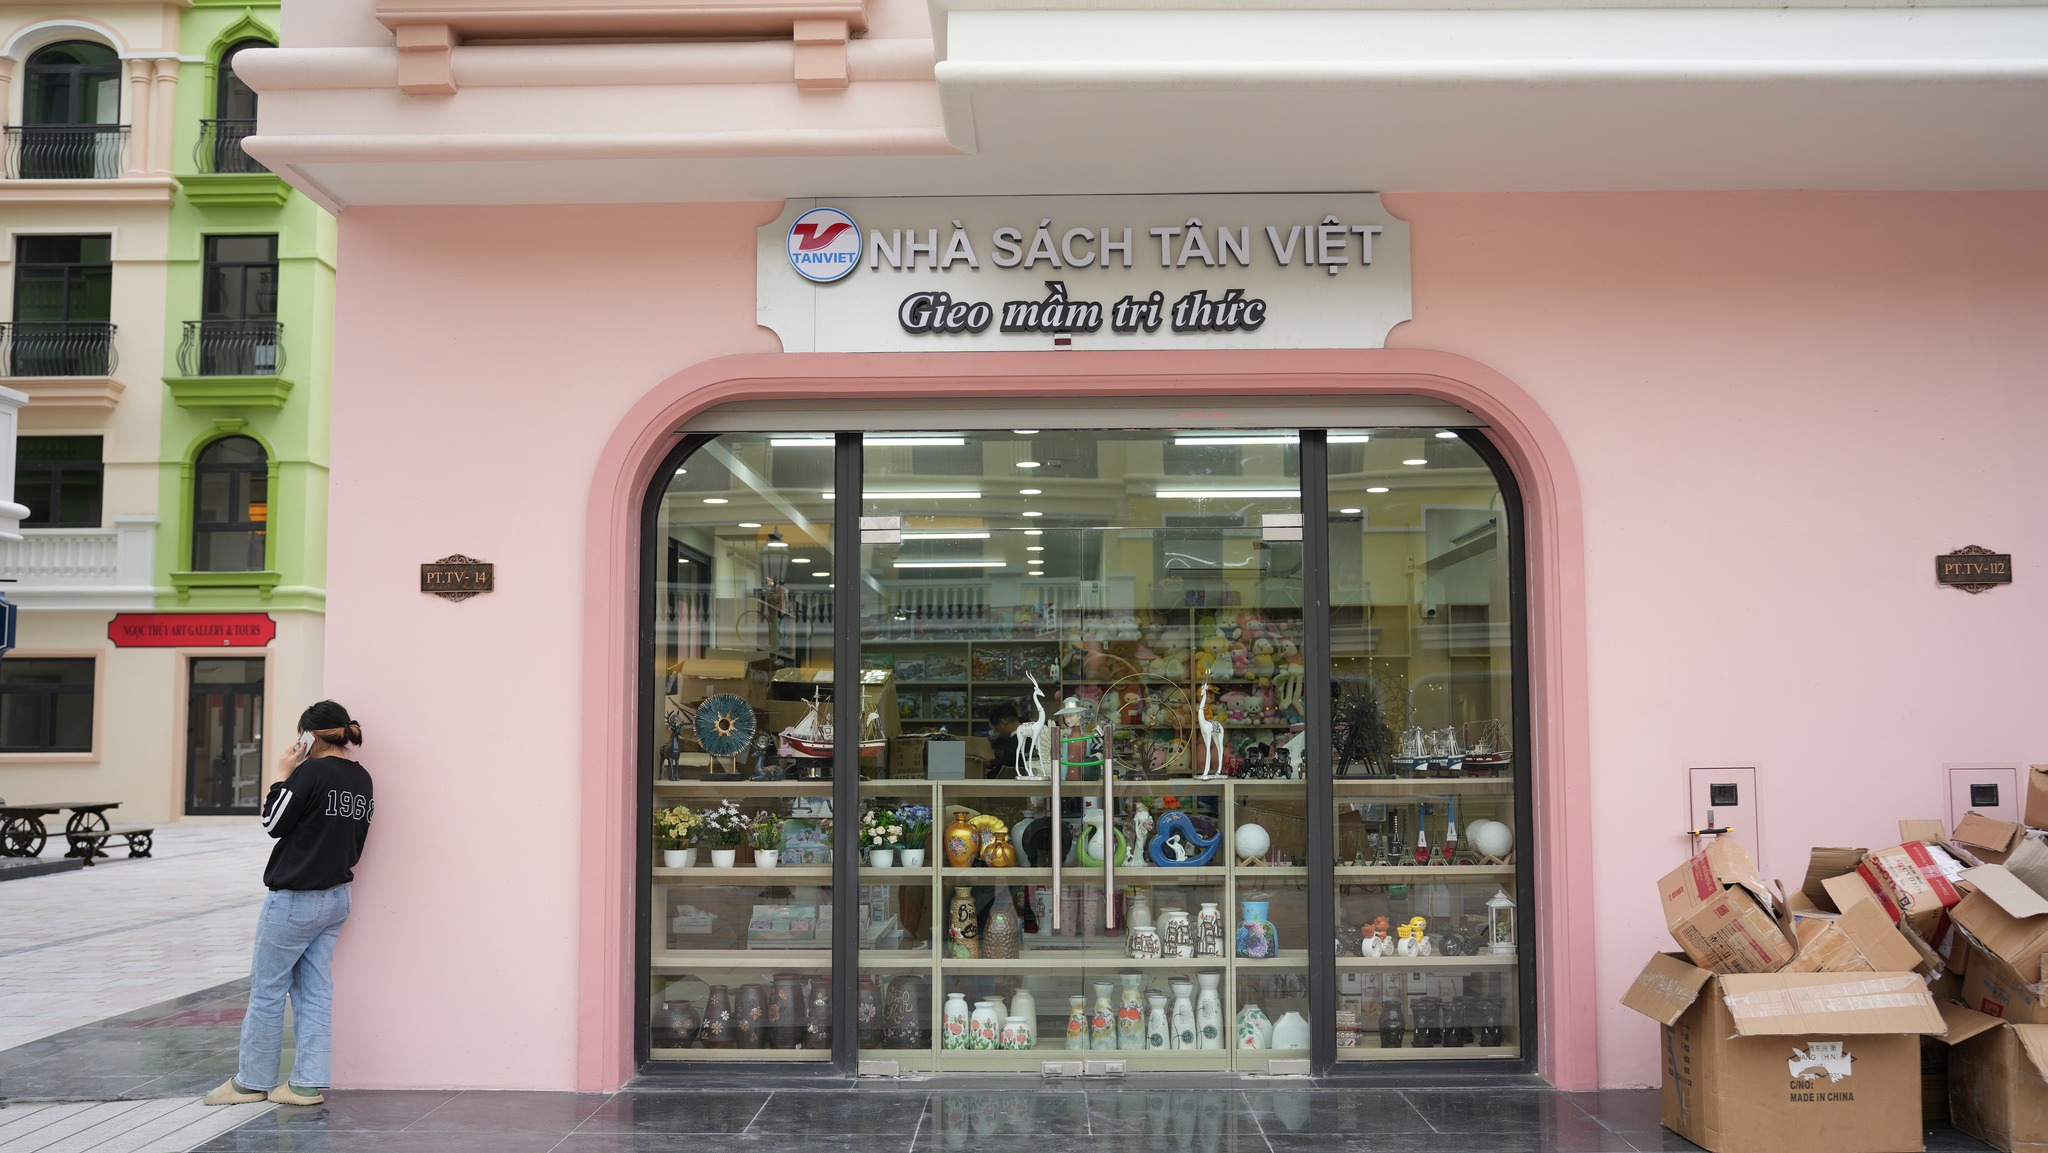 NHÀ SÁCH TÂN VIỆT
TANVIET
Gieo mầm tri thức
PT.TV- 14
PT.TV-112
NGỌC THỦY ART GALLERY & TOURS
1968
C/NO:
MADE IN CHINA